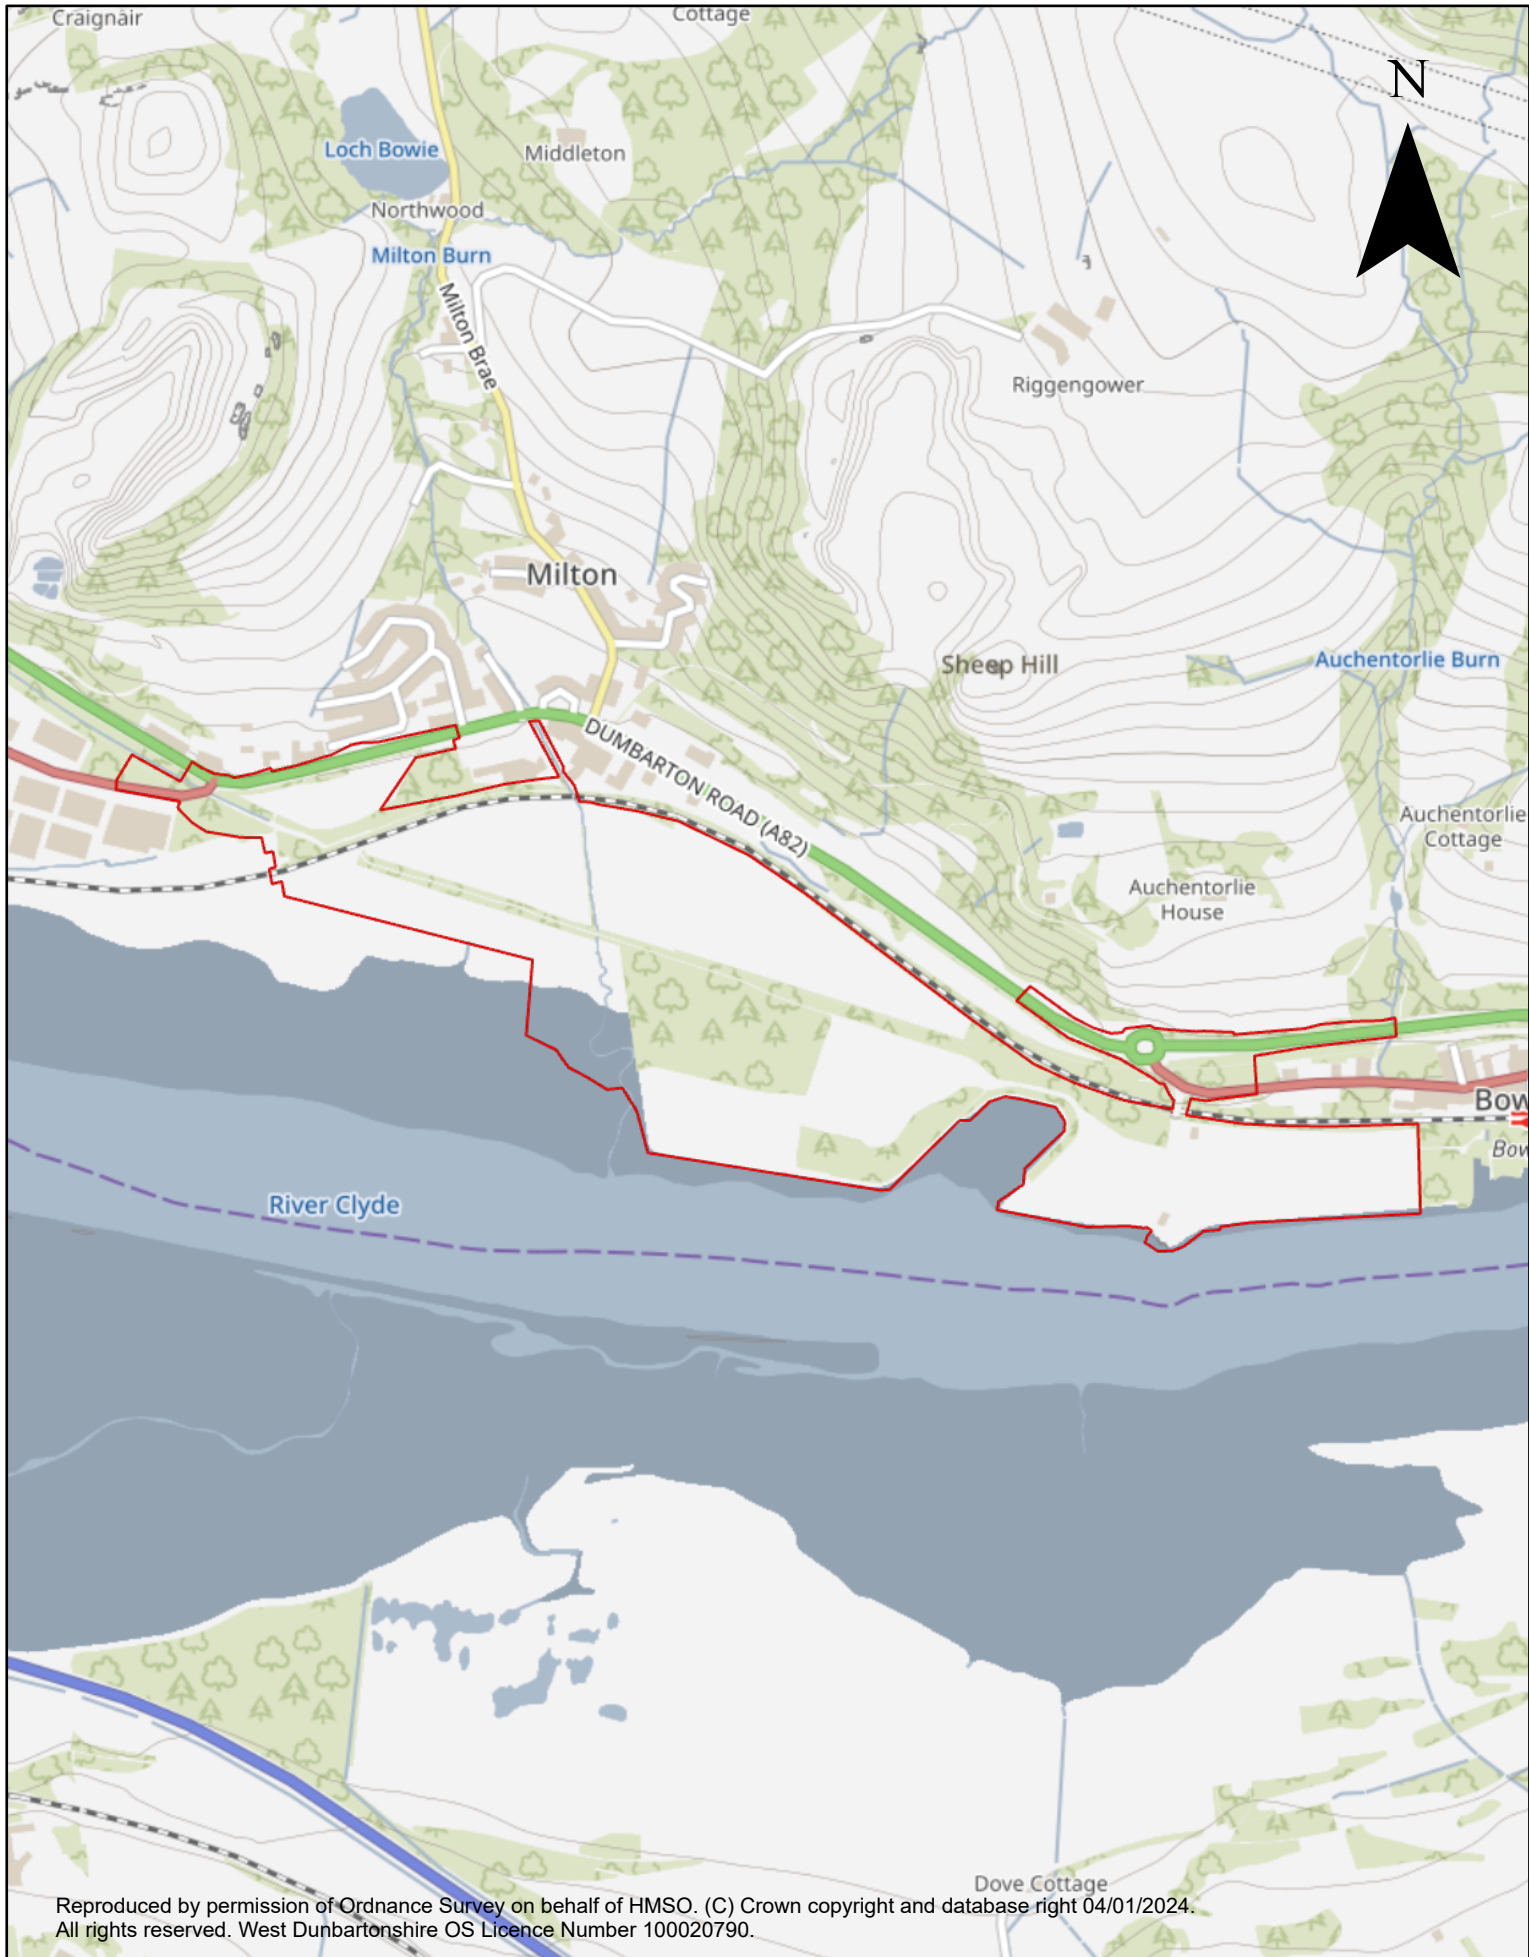 Craignair
Cottage
N
Loch Bowie
Middleton
Northwood
Milton Burn
Milton Brae
Riggengower
Milton
Sheep Hill
Auchentorlie Burn
DUMBARTON ROAD (A82)
Auchentorlie
Cottage
Auchentorlie
House
Bow
Bow
River Clyde
Dove Cottage
Reproduced by permission of Ordnance Survey on behalf of HMSO. (C) Crown copyright and database right 04/01/2024.
All rights reserved. West Dunbartonshire OS Licence Number 100020790.